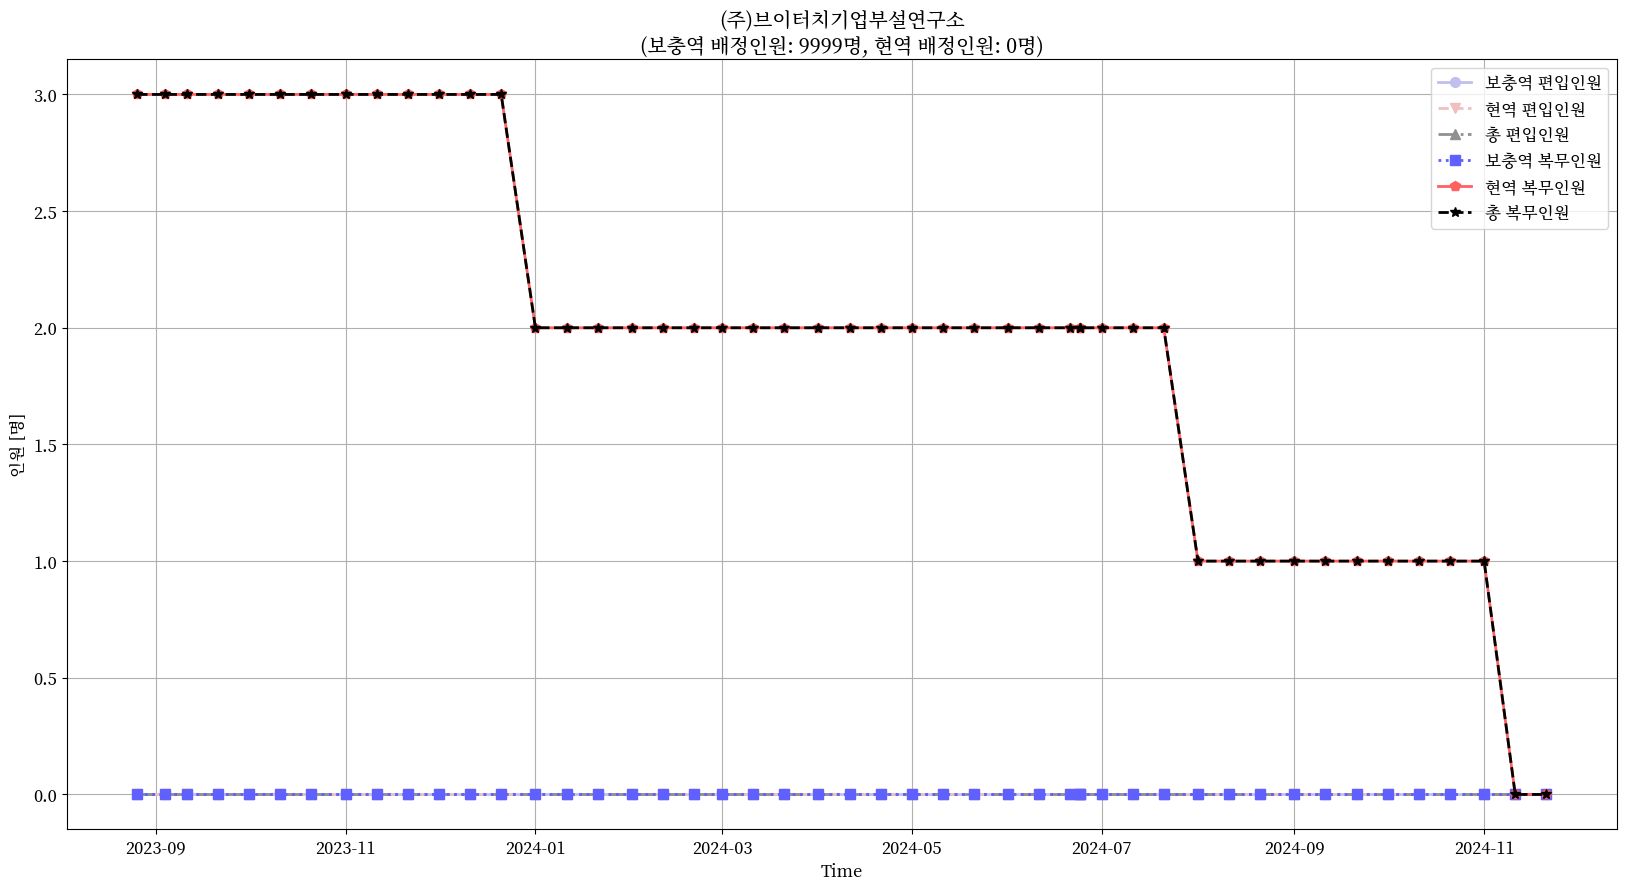 (주)브이터치기업부설연구소
(보충역 배정인원: 9999명, 현역 배정인원: 0명)
보충역 편입인원
현역 편입인원
총 편입인원
보충역 복무인원
현역 복무인원
총 복무인원
인원 [명]
3.0
2.5
2.0
1.5
1.0
0.5
0.0
2023-09
2023-11
2024-01
2024-03
2024-05
2024-07
2024-09
2024-11
Time